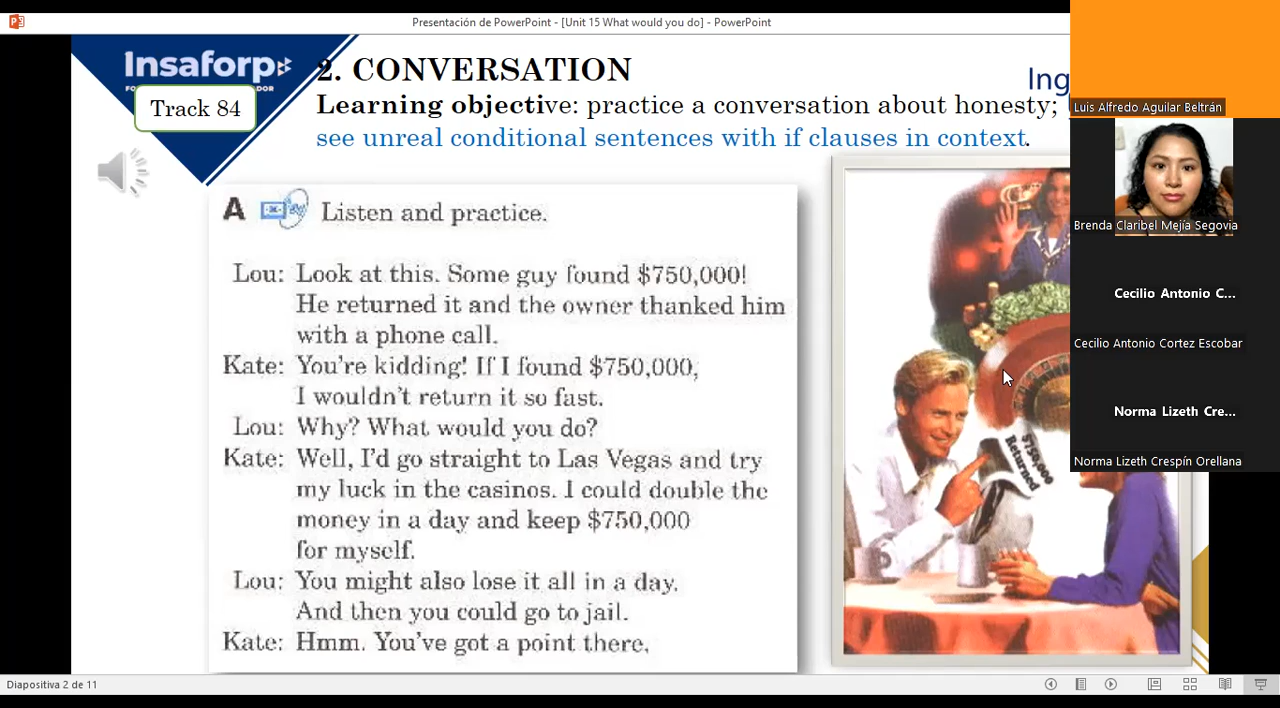 Presentación de PowerPoint - [Unit 15 What would you do] - PowerPoint
Insaforp
Track 84
2. CONVERSATION
Learning objective: practice a conversation about honesty;
see unreal conditional sentences with if clauses in context.
Ing
A Listen and practice.
Lou: Look at this. Some guy found $750,000!
He returned it and the owner thanked him
with a phone call.
Kate: You're kidding! If I found $750,000,
I wouldn't return it so fast.
Lou: Why? What would you do?
Kate: Well, I'd go straight to Las Vegas and try
my luck in the casinos. I could double the
money in a day and keep $750,000
for myself.
Lou: You might also lose it all in a day.
And then you could go to jail.
Kate: Hmm. You've got a point there.
$750,000
Returned
Luis Alfredo Aguilar Beltrán
Brenda Claribel Mejía Segovia
Cecilio Antonio C...
Cecilio Antonio Cortez Escobar
Norma Lizeth Cre...
Norma Lizeth Crespín Orellana
Diapositiva 2 de 11